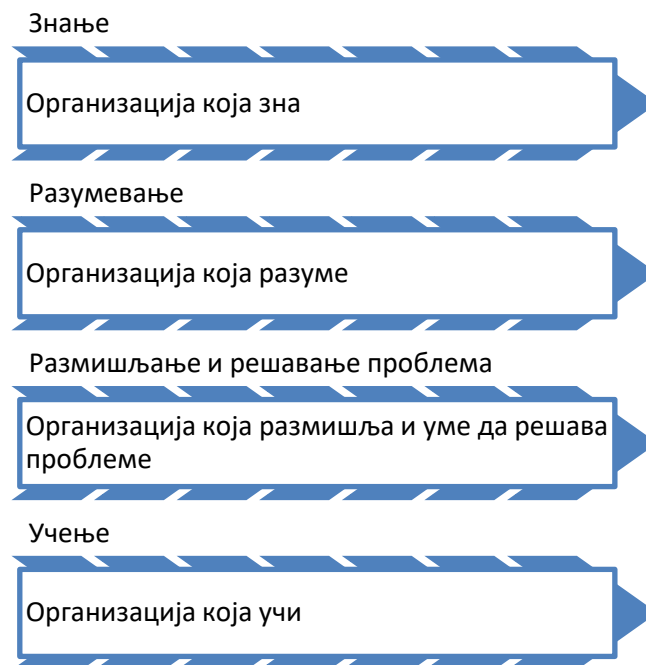 Знање
Организација која зна
Разумевање
Организација која разуме
Размишљање и решавање проблема
Организација која размишља и уме да решава
проблеме
Учење
Организација која учи